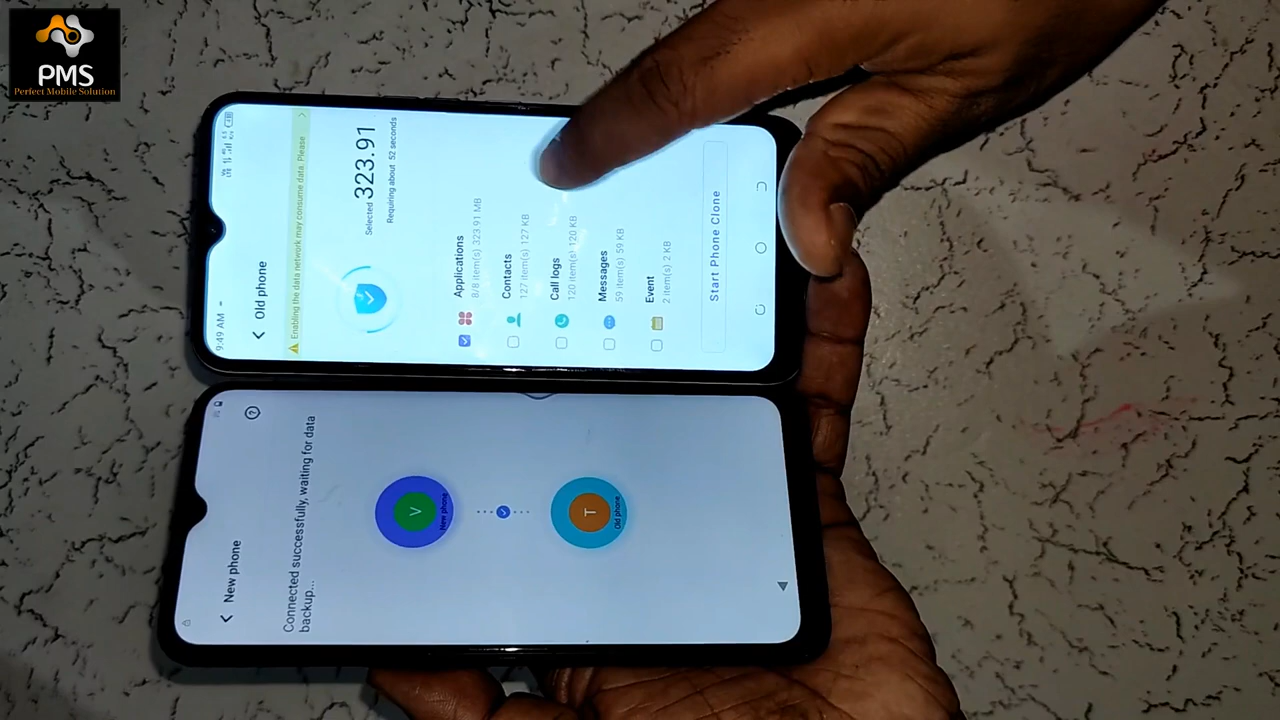 PMS
Perfect Mobile Solution
9:49 AM
Old phone
Enabling the data network may consume data. Please
Selected 323.91
Requiring about 52 seconds
Applications
8/8 item(s) 323.91 MB
Contacts
127 item(s) 127 KB
Call logs
120 item(s) 120 KB
Messages
59 item(s) 59 KB
Event
2 item(s) 2 KB
Start Phone Clone
New phone
Connected successfully, waiting for data
backup...
V
New phone
T
Old phone